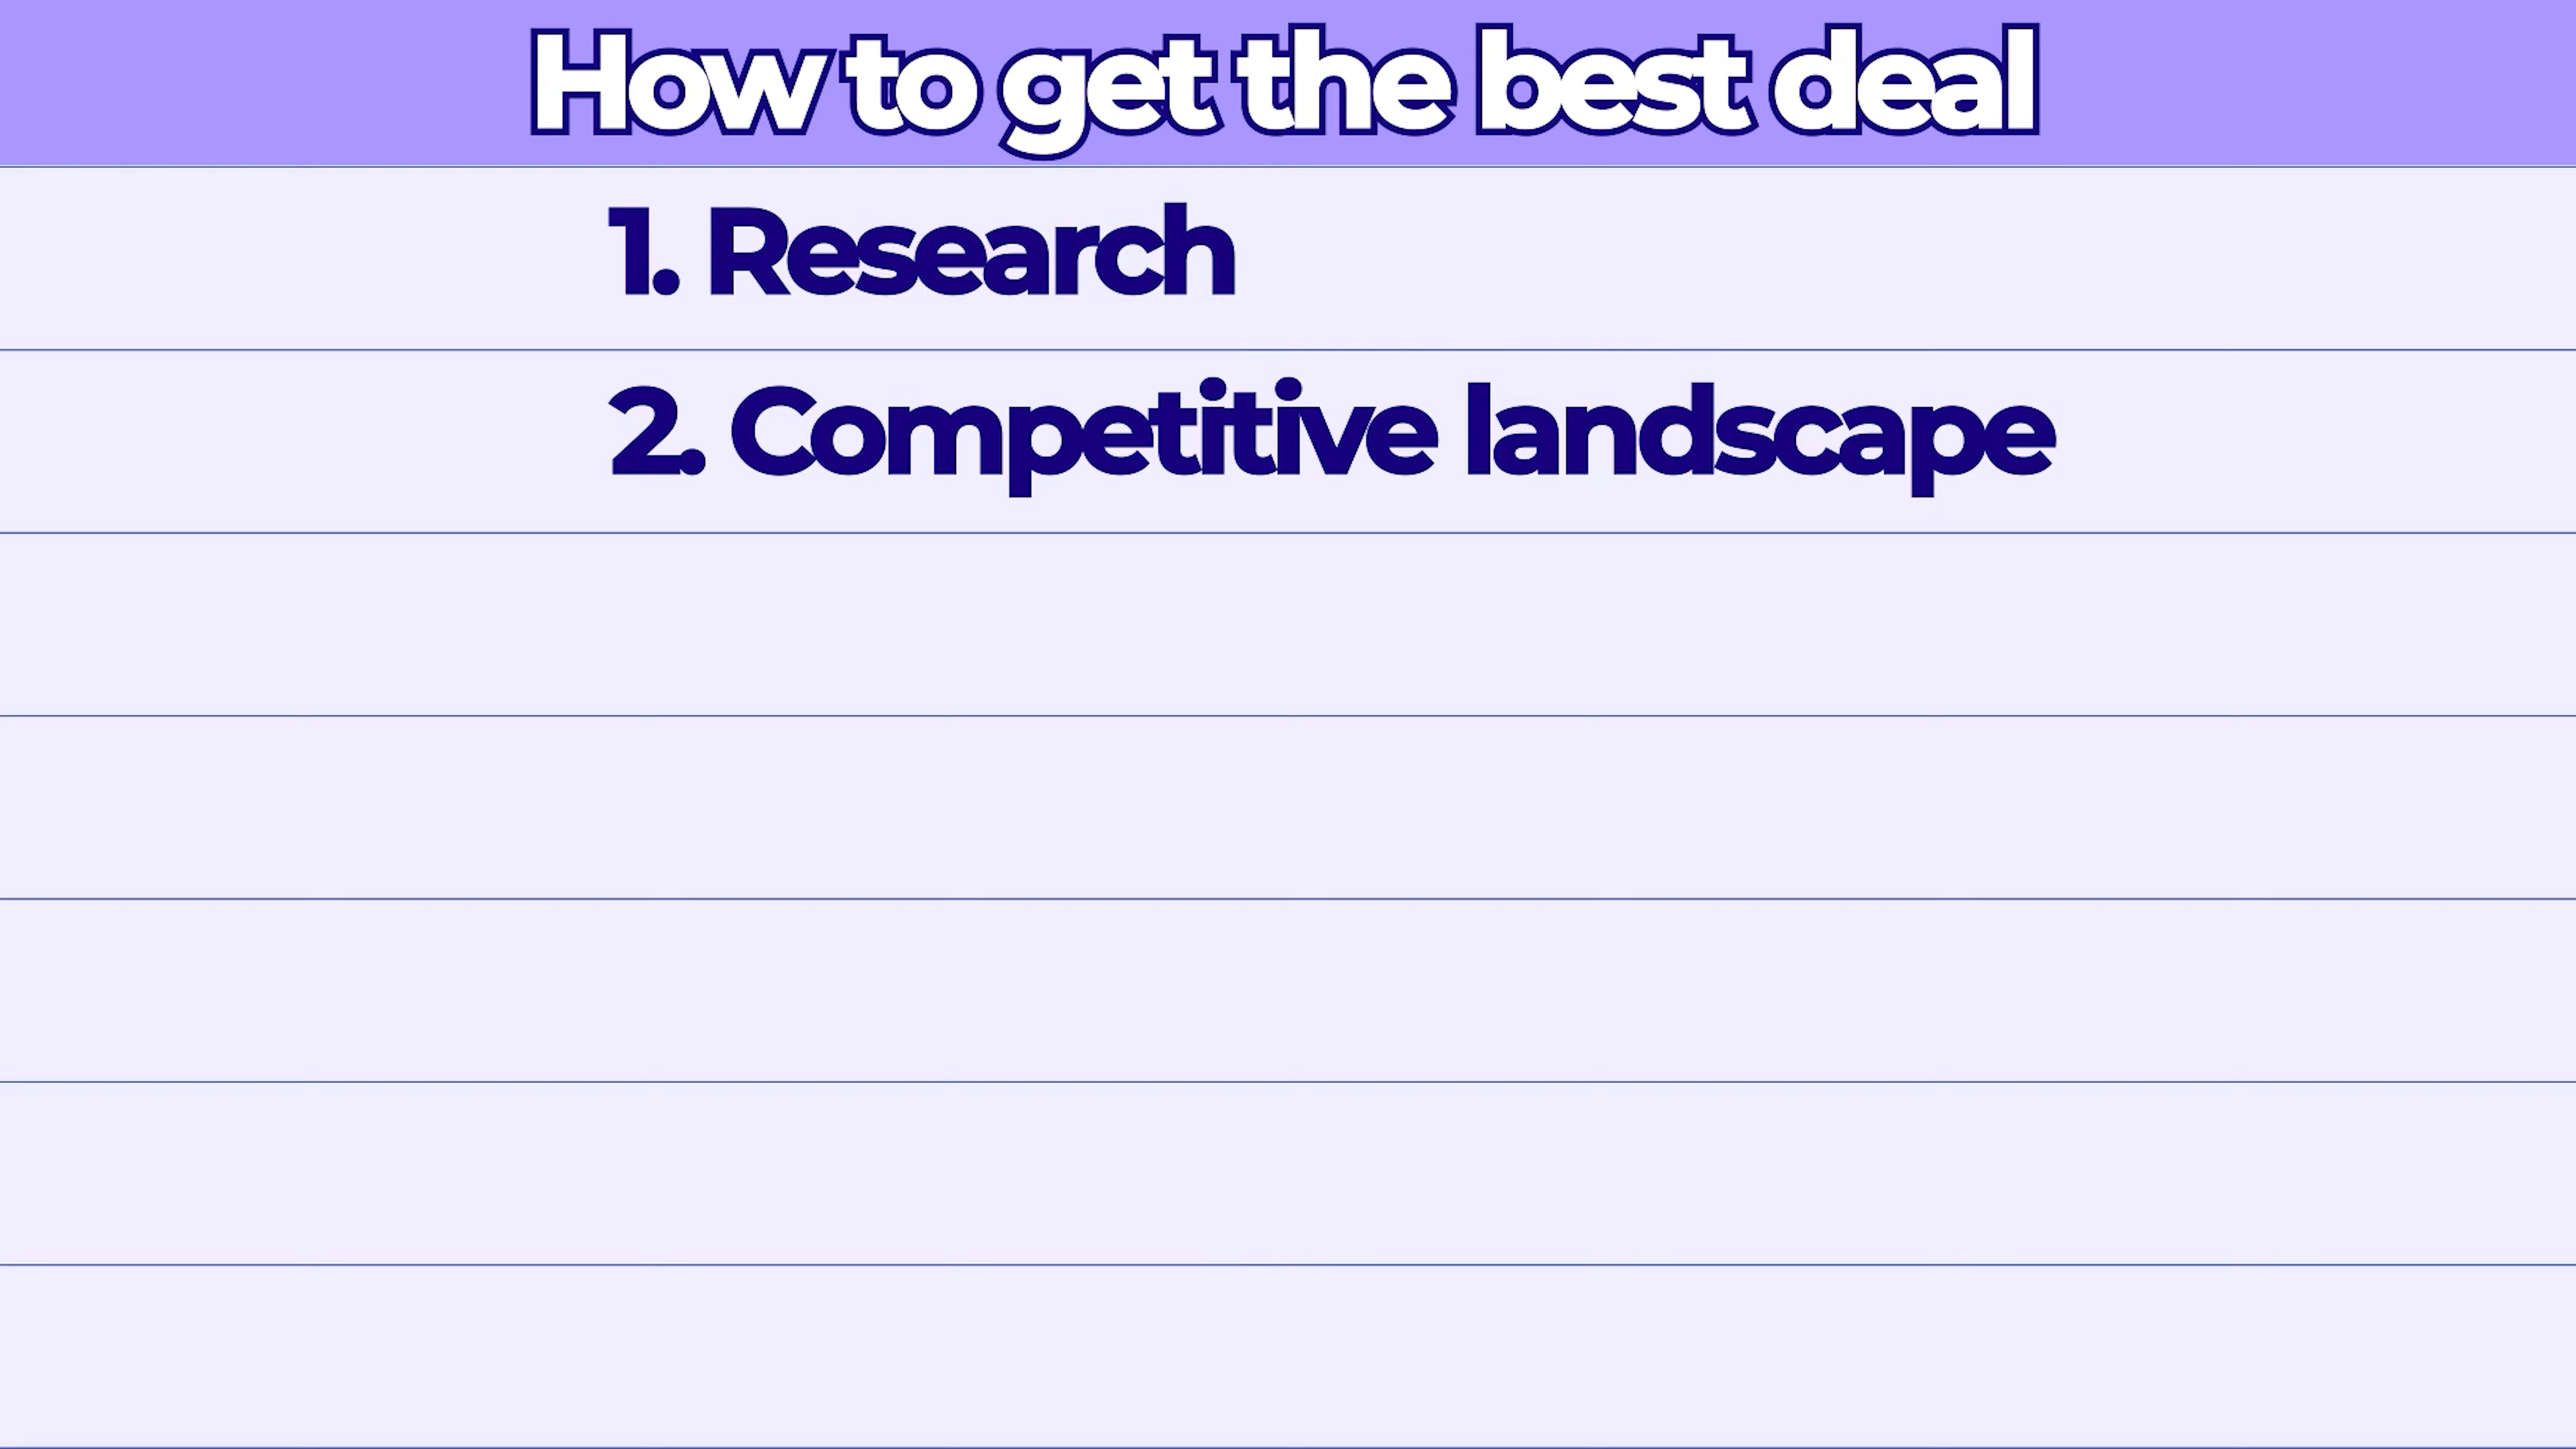 How to get the best deal
1. Research
2. Competitive landscape